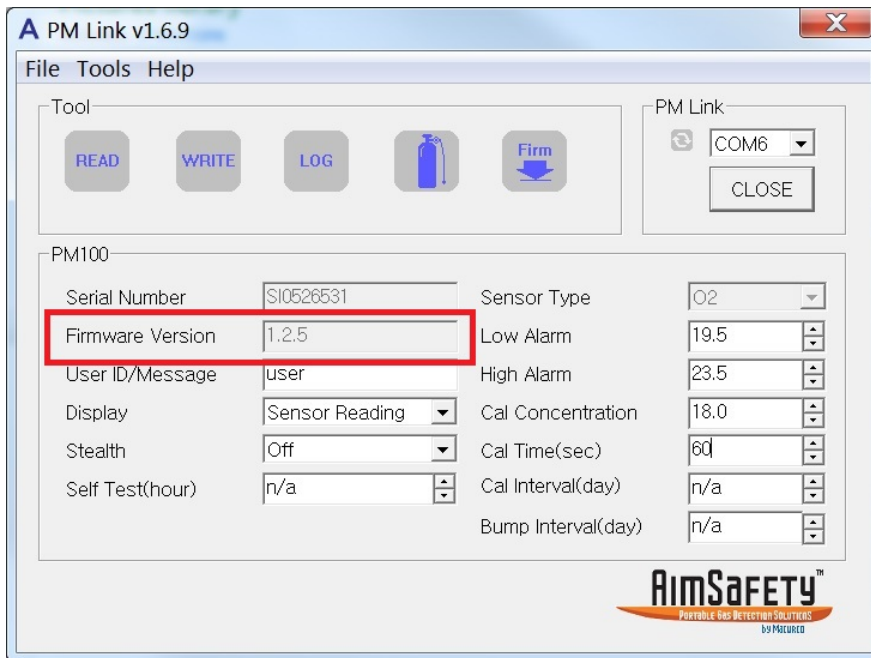 A PM Link v1.6.9
File Tools Help
Tool
READ WRITE LOG Firm
PM Link
COM6
CLOSE
PM100
Serial Number SI0526531
Firmware Version 1.2.5
User ID/Message user
Display Sensor Reading
Stealth Off
Self Test(hour) n/a
Sensor Type O2
Low Alarm 19.5
High Alarm 23.5
Cal Concentration 18.0
Cal Time(sec) 60
Cal Interval(day) n/a
Bump Interval(day) n/a
AimSafety™
Portable Gas Detection Solutions
by Macurco